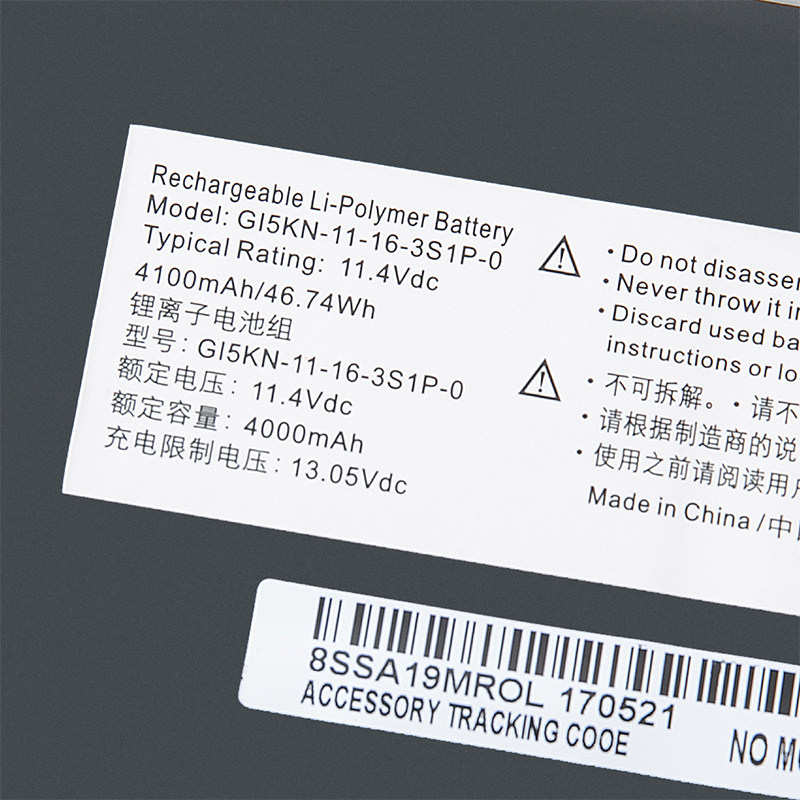 Rechargeable Li-Polymer Battery
Model: GI5KN-11-16-3S1P-0
Typical Rating: 11.4Vdc
4100mAh/46.74Wh
锂离子电池组
型号: GI5KN-11-16-3S1P-0
额定电压: 11.4Vdc
额定容量: 4000mAh
充电限制电压: 13.05Vdc
• Do not
• Never throw it
• Discard used
instructions or
• 不可拆解。 • 请不
• 请根据制造商的说
• 使用之前请阅读用
Made in China /中
8SSA19MROL 170521
ACCESSORY TRACKING COOE
NO